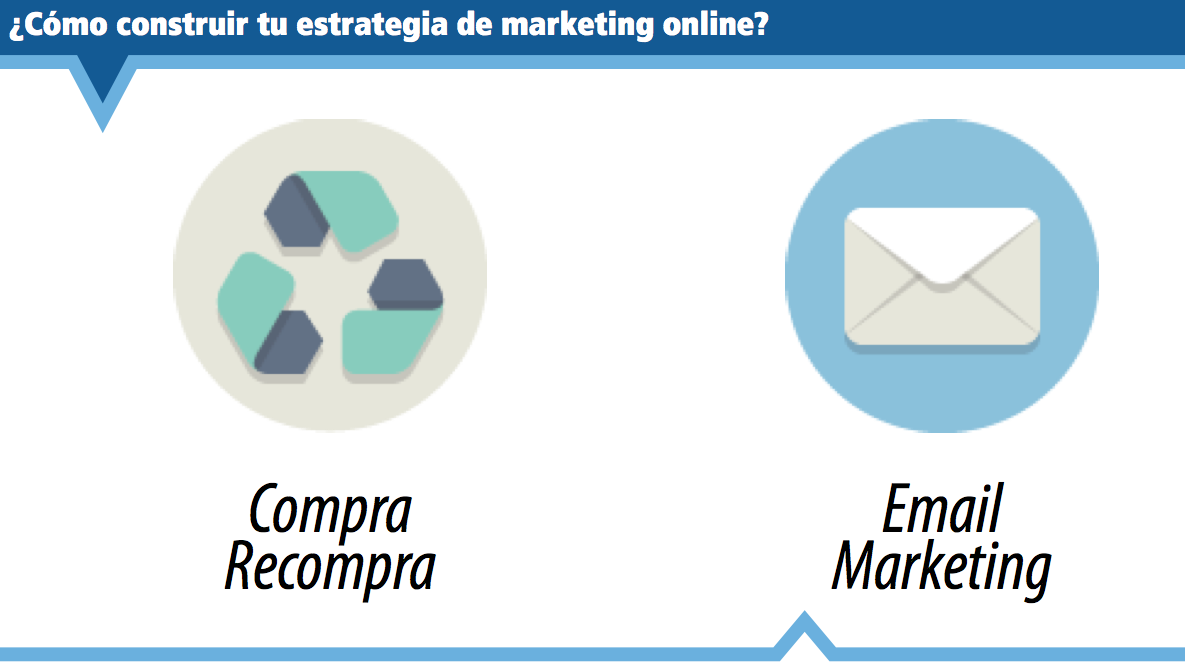 ¿Cómo construir tu estrategia de marketing online?
Compra
Recompra
Email
Marketing